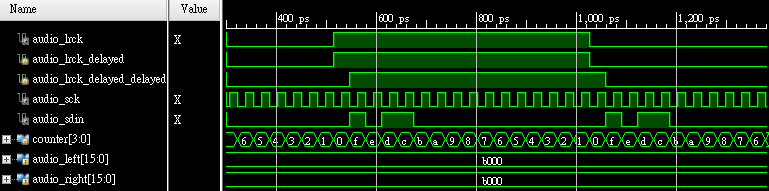 Name Value 400 ps 600 ps 800 ps 1,000 ps 1,200 ps
audio_lrck X
audio_lrck_delayed
audio_lrck_delayed_delayed
audio_sck X
audio_sdin X
counter[3:0] 6 5 4 3 2 1 0 f e d c b a 9 8 7 6 5 4 3 2 1 0 f e d c b a 9 8 7 6
audio_left[15:0] b000
audio_right[15:0] b000